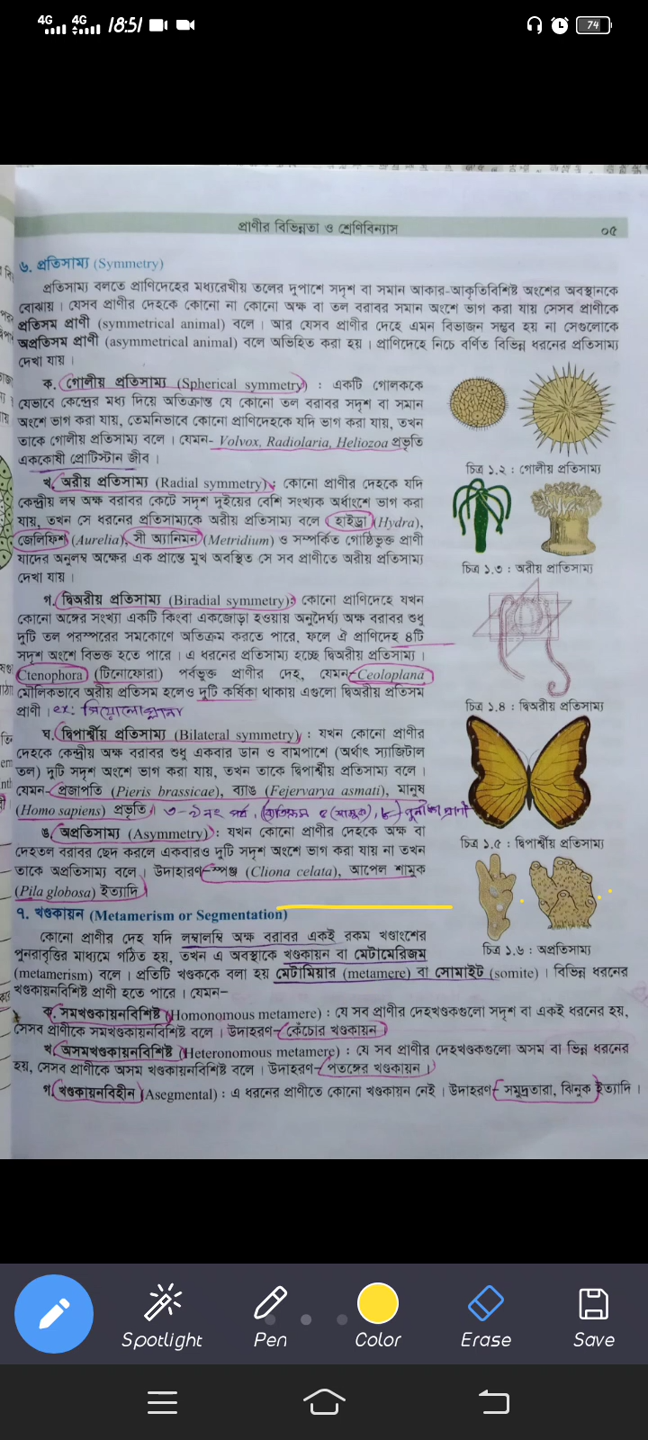 4G 4G 18:51 74
প্রাণীর বিভিন্নতা ও শ্রেণিবিন্যাস ০৫
৬. প্রতিসাম্য (Symmetry)
প্রতিসাম্য বলতে প্রাণিদেহের মধ্যরেখীয় তলের দুপাশে সদৃশ বা সমান আকার-আকৃতিবিশিষ্ট অংশের অবস্থানকে
বোঝায়। যেসব প্রাণীর দেহকে কোনো না কোনো অক্ষ বা তল বরাবর সমান অংশে ভাগ করা যায় সেসব প্রাণীকে
প্রতিসম প্রাণী (symmetrical animal) বলে। আর যেসব প্রাণীর দেহে এমন বিভাজন সম্ভব হয় না সেগুলোকে
অপ্রতিসম প্রাণী (asymmetrical animal) বলে অভিহিত করা হয়। প্রাণিদেহে নিচে বর্ণিত বিভিন্ন ধরনের প্রতিসাম্য
দেখা যায়।
ক. গোলীয় প্রতিসাম্য (Spherical symmetry) : একটি গোলককে
যেভাবে কেন্দ্রের মধ্য দিয়ে অতিক্রান্ত যে কোনো তল বরাবর সদৃশ বা সমান
অংশে ভাগ করা যায়, তেমনিভাবে কোনো প্রাণিদেহকে যদি ভাগ করা যায়, তখন
তাকে গোলীয় প্রতিসাম্য বলে। যেমন- Volvox, Radiolaria, Heliozoa প্রভৃতি
এককোষী প্রোটিস্টান জীব।
চিত্র ১.২ : গোলীয় প্রতিসাম্য
খ. অরীয় প্রতিসাম্য (Radial symmetry) : কোনো প্রাণীর দেহকে যদি
কেন্দ্রীয় লম্ব অক্ষ বরাবর কেটে সদৃশ দুইয়ের বেশি সংখ্যক অর্ধাংশে ভাগ করা
যায়, তখন সে ধরনের প্রতিসাম্যকে অরীয় প্রতিসাম্য বলে। হাইড্রা (Hydra),
জেলিফিশ (Aurelia), সী অ্যানিমন (Metridium) ও সম্পর্কিত গোষ্ঠিভুক্ত প্রাণী
যাদের অনুলম্ব অক্ষের এক প্রান্তে মুখ অবস্থিত সে সব প্রাণীতে অরীয় প্রতিসাম্য
দেখা যায়।
চিত্র ১.৩ : অরীয় প্রাতিসাম্য
গ. দ্বিঅরীয় প্রতিসাম্য (Biradial symmetry) : কোনো প্রাণিদেহে যখন
কোনো অঙ্গের সংখ্যা একটি কিংবা একজোড়া হওয়ায় অনুদৈর্ঘ্য অক্ষ বরাবর শুধু
দুটি তল পরস্পরের সমকোণে অতিক্রম করতে পারে, ফলে ঐ প্রাণিদেহ ৪টি
সদৃশ অংশে বিভক্ত হতে পারে। এ ধরনের প্রতিসাম্য হচ্ছে দ্বিঅরীয় প্রতিসাম্য।
Ctenophora (টিনোফোরা) পর্বভুক্ত প্রাণীর দেহ, যেমন- Ceoloplana
মৌলিকভাবে অরীয় প্রতিসম হলেও দুটি কর্ষিকা থাকায় এগুলো দ্বিঅরীয় প্রতিসম
প্রাণী। ex:
চিত্র ১.৪ : দ্বিঅরীয় প্রতিসাম্য
ঘ. দ্বিপার্শ্বীয় প্রতিসাম্য (Bilateral symmetry) : যখন কোনো প্রাণীর
দেহকে কেন্দ্রীয় অক্ষ বরাবর শুধু একবার ডান ও বামপাশে (অর্থাৎ স্যাজিটাল
তল) দুটি সদৃশ অংশে ভাগ করা যায়, তখন তাকে দ্বিপার্শ্বীয় প্রতিসাম্য বলে।
যেমন- প্রজাপতি (Pieris brassicae), ব্যাঙ (Fejervarya asmati), মানুষ
(Homo sapiens) প্রভৃতি।
চিত্র ১.৫ : দ্বিপার্শ্বীয় প্রতিসাম্য
ঙ. অপ্রতিসাম্য (Asymmetry) : যখন কোনো প্রাণীর দেহকে অক্ষ বা
দেহতল বরাবর ছেদ করলে একবারও দুটি সদৃশ অংশে ভাগ করা যায় না তখন
তাকে অপ্রতিসাম্য বলে। উদাহরণ- স্পঞ্জ (Cliona celata), আপেল শামুক
(Pila globosa) ইত্যাদি।
চিত্র ১.৬ : অপ্রতিসাম্য
৭. খণ্ডকায়ন (Metamerism or Segmentation)
কোনো প্রাণীর দেহ যদি লম্বালম্বি অক্ষ বরাবর একই রকম খণ্ডাংশের
পুনরাবৃত্তির মাধ্যমে গঠিত হয়, তখন এ অবস্থাকে খণ্ডকায়ন বা মেটামেরিজম
(metamerism) বলে। প্রতিটি খণ্ডককে বলা হয় মেটামিয়ার (metamere) বা সোমাইট (somite)। বিভিন্ন ধরনের
খণ্ডকায়নবিশিষ্ট প্রাণী হতে পারে। যেমন-
ক. সমখণ্ডকায়নবিশিষ্ট (Homonomous metamere) : যে সব প্রাণীর দেহখণ্ডকগুলো সদৃশ বা একই ধরনের হয়,
সেসব প্রাণীকে সমখণ্ডকায়নবিশিষ্ট বলে। উদাহরণ- কেঁচোর খণ্ডকায়ন।
খ. অসমখণ্ডকায়নবিশিষ্ট (Heteronomous metamere) : যে সব প্রাণীর দেহখণ্ডকগুলো অসম বা ভিন্ন ধরনের
হয়, সেসব প্রাণীকে অসম খণ্ডকায়নবিশিষ্ট বলে। উদাহরণ- পতঙ্গের খণ্ডকায়ন।
গ. খণ্ডকায়নবিহীন (Asegmental) : এ ধরনের প্রাণীতে কোনো খণ্ডকায়ন নেই। উদাহরণ- সমুদ্রতারা, ঝিনুক ইত্যাদি।
Spotlight Pen Color Erase Save